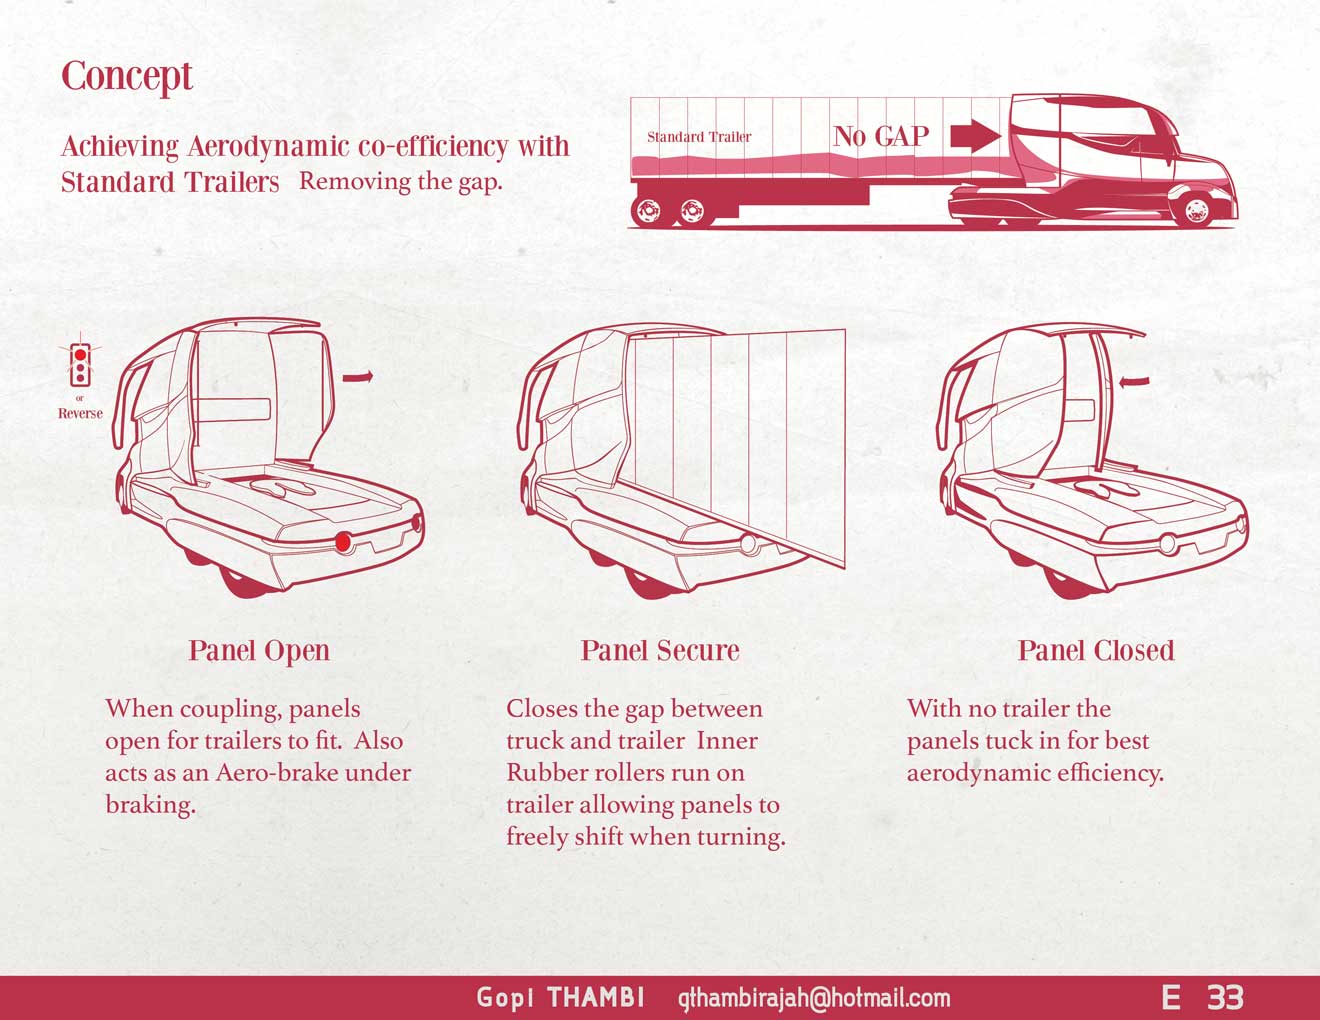 Concept
Achieving Aerodynamic co-efficiency with
Standard Trailers Removing the gap.
Standard Trailer
No GAP
or
Reverse
Panel Open
When coupling, panels
open for trailers to fit. Also
acts as an Aero-brake under
braking.
Panel Secure
Closes the gap between
truck and trailer Inner
Rubber rollers run on
trailer allowing panels to
freely shift when turning.
Panel Closed
With no trailer the
panels tuck in for best
aerodynamic efficiency.
Gopi THAMBI gthambirajah@hotmail.com E 33